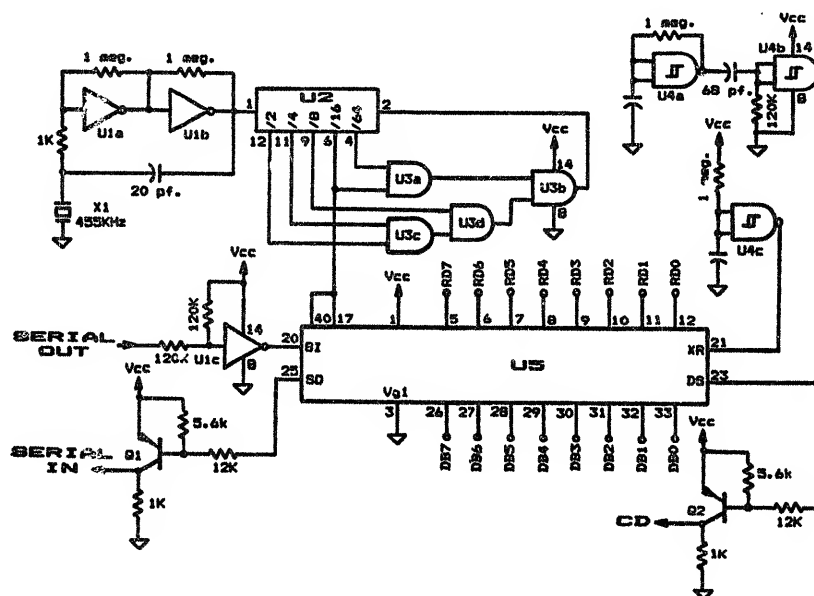 1 meg.
1 meg.
U1a
U1b
1K
20 pf.
X1
455KHz
1
U2
2
/2
/4
/8
/16
/64
12
11
9
6
4
U3a
U3b
U3c
U3d
Vcc
14
8
1 meg.
U4a
68 pf.
Vcc
U4b
14
8
120K
Vcc
1 meg.
U4c
SERIAL
OUT
120K
120K
Vcc
14
U1c
8
20
SI
25
SO
40
17
Vcc
1
RD7
RD6
RD5
RD4
RD3
RD2
RD1
RD0
5
6
7
8
9
10
11
12
U5
XR
21
DS
23
Vg1
3
26
27
28
29
30
31
32
33
DB7
DB6
DB5
DB4
DB3
DB2
DB1
DB0
Vcc
5.6k
SERIAL
IN
Q1
12K
1K
Vcc
5.6k
Q2
12K
CD
1K